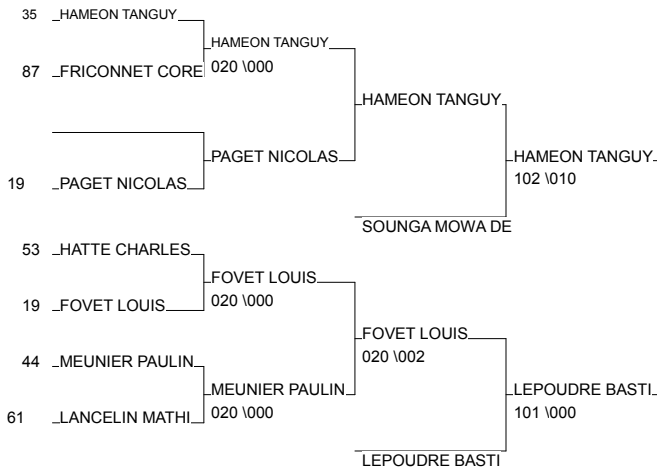 35 HAMEON TANGUY
HAMEON TANGUY
020 \000
87 FRICONNET CORE
HAMEON TANGUY
PAGET NICOLAS
HAMEON TANGUY
102 \010
19 PAGET NICOLAS
SOUNGA MOWA DE
53 HATTE CHARLES
FOVET LOUIS
020 \000
19 FOVET LOUIS
FOVET LOUIS
020 \002
44 MEUNIER PAULIN
MEUNIER PAULIN
020 \000
LEPOUDRE BASTI
101 \000
61 LANCELIN MATHI
LEPOUDRE BASTI